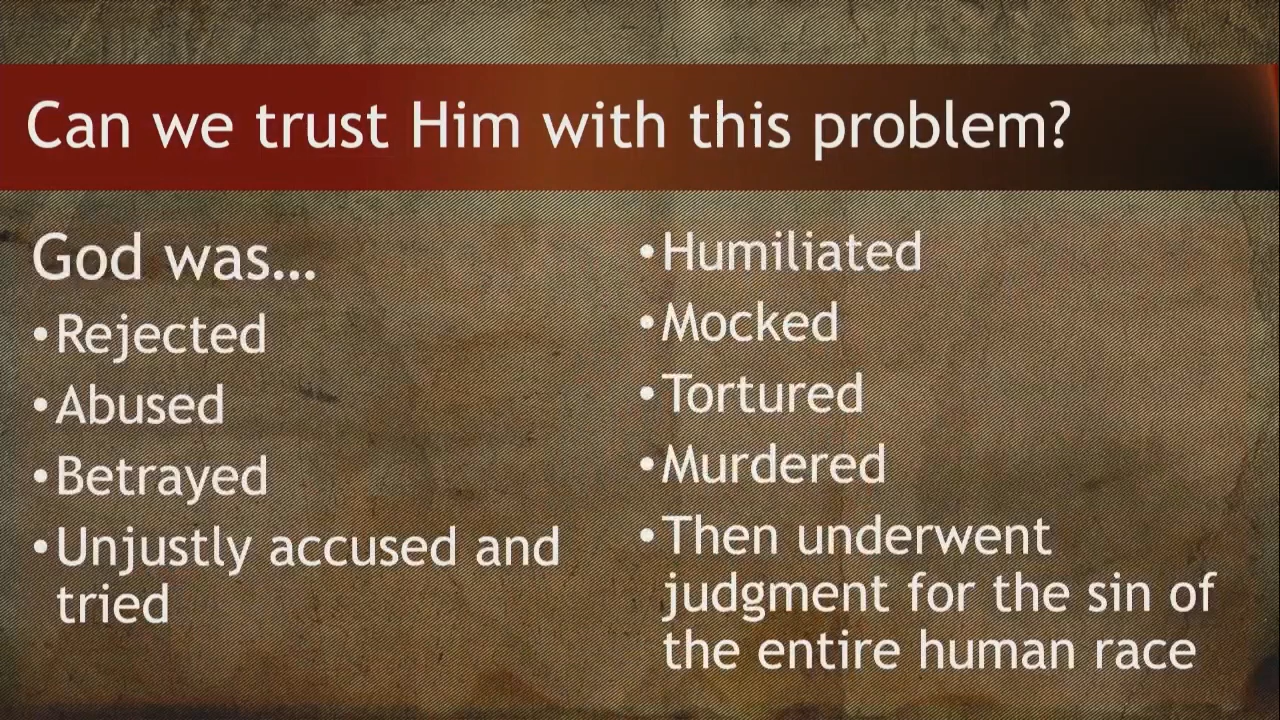 Can we trust Him with this problem?
God was...
•Rejected
•Abused
•Betrayed
•Unjustly accused and
tried
•Humiliated
•Mocked
•Tortured
•Murdered
•Then underwent
judgment for the sin of
the entire human race